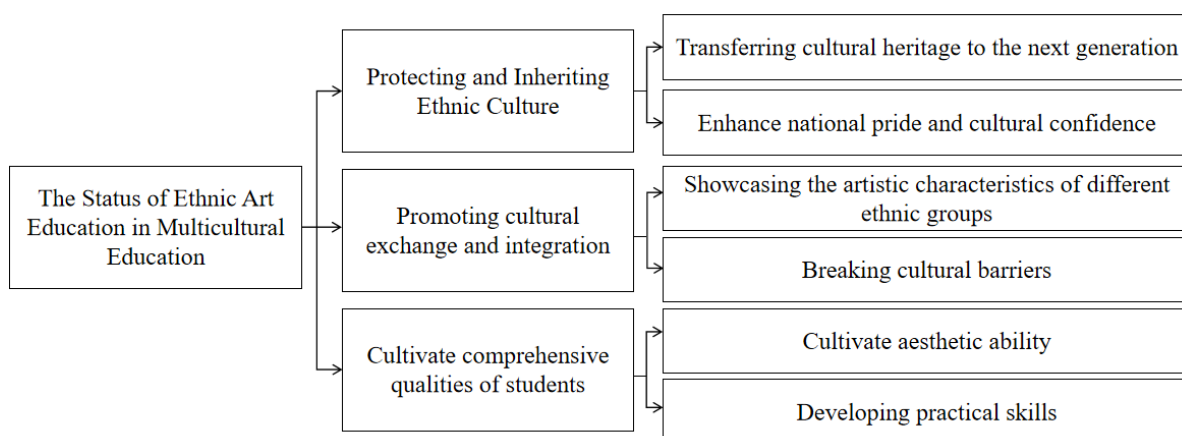 The Status of Ethnic Art
Education in Multicultural
Education
Protecting and Inheriting
Ethnic Culture
Transferring cultural heritage to the next generation
Enhance national pride and cultural confidence
Promoting cultural
exchange and integration
Showcasing the artistic characteristics of different
ethnic groups
Breaking cultural barriers
Cultivate comprehensive
qualities of students
Cultivate aesthetic ability
Developing practical skills